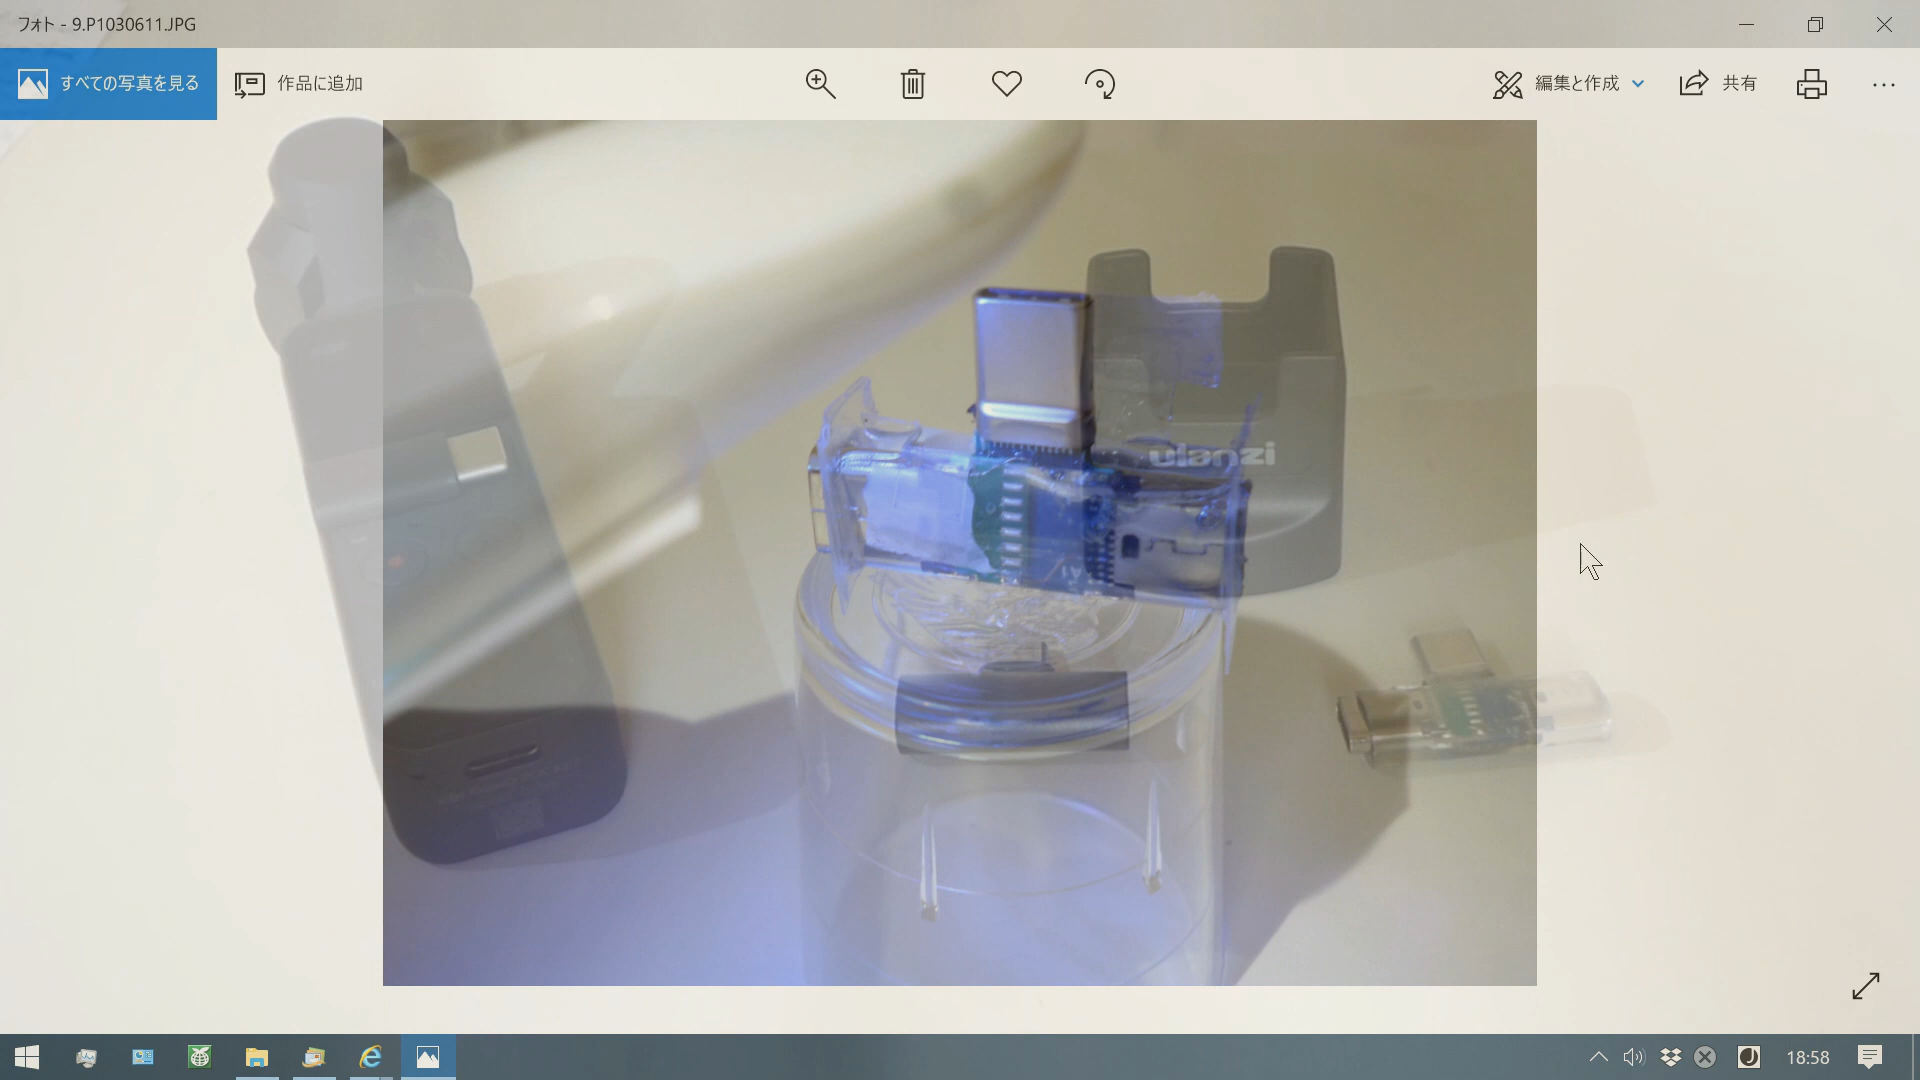 フォト - 9.P1030611.JPG
すべての写真を見る
作品に追加
編集と作成
共有
ulanzi
A1
18:58